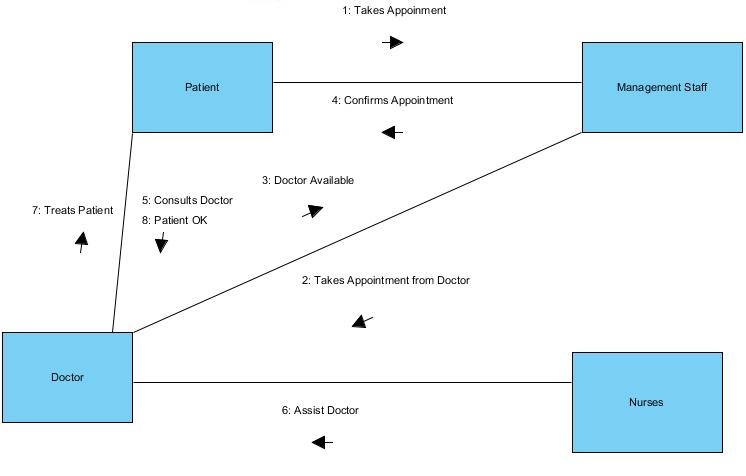 1: Takes Appoinment
Patient
Management Staff
4: Confirms Appointment
3: Doctor Available
5: Consults Doctor
7: Treats Patient
8: Patient OK
2: Takes Appointment from Doctor
Doctor
Nurses
6: Assist Doctor